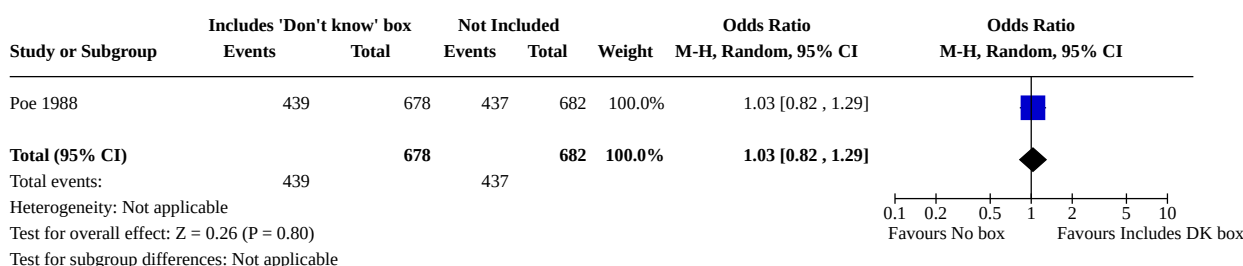 Includes 'Don't know' box Not Included Odds Ratio Odds Ratio
Study or Subgroup Events Total Events Total Weight M-H, Random, 95% CI M-H, Random, 95% CI
Poe 1988 439 678 437 682 100.0% 1.03 [0.82 , 1.29]
Total (95% CI) 678 682 100.0% 1.03 [0.82 , 1.29]
Total events: 439 437
Heterogeneity: Not applicable
0.1 0.2 0.5 1 2 5 10
Test for overall effect: Z = 0.26 (P = 0.80) Favours No box Favours Includes DK box
Test for subgroup differences: Not applicable